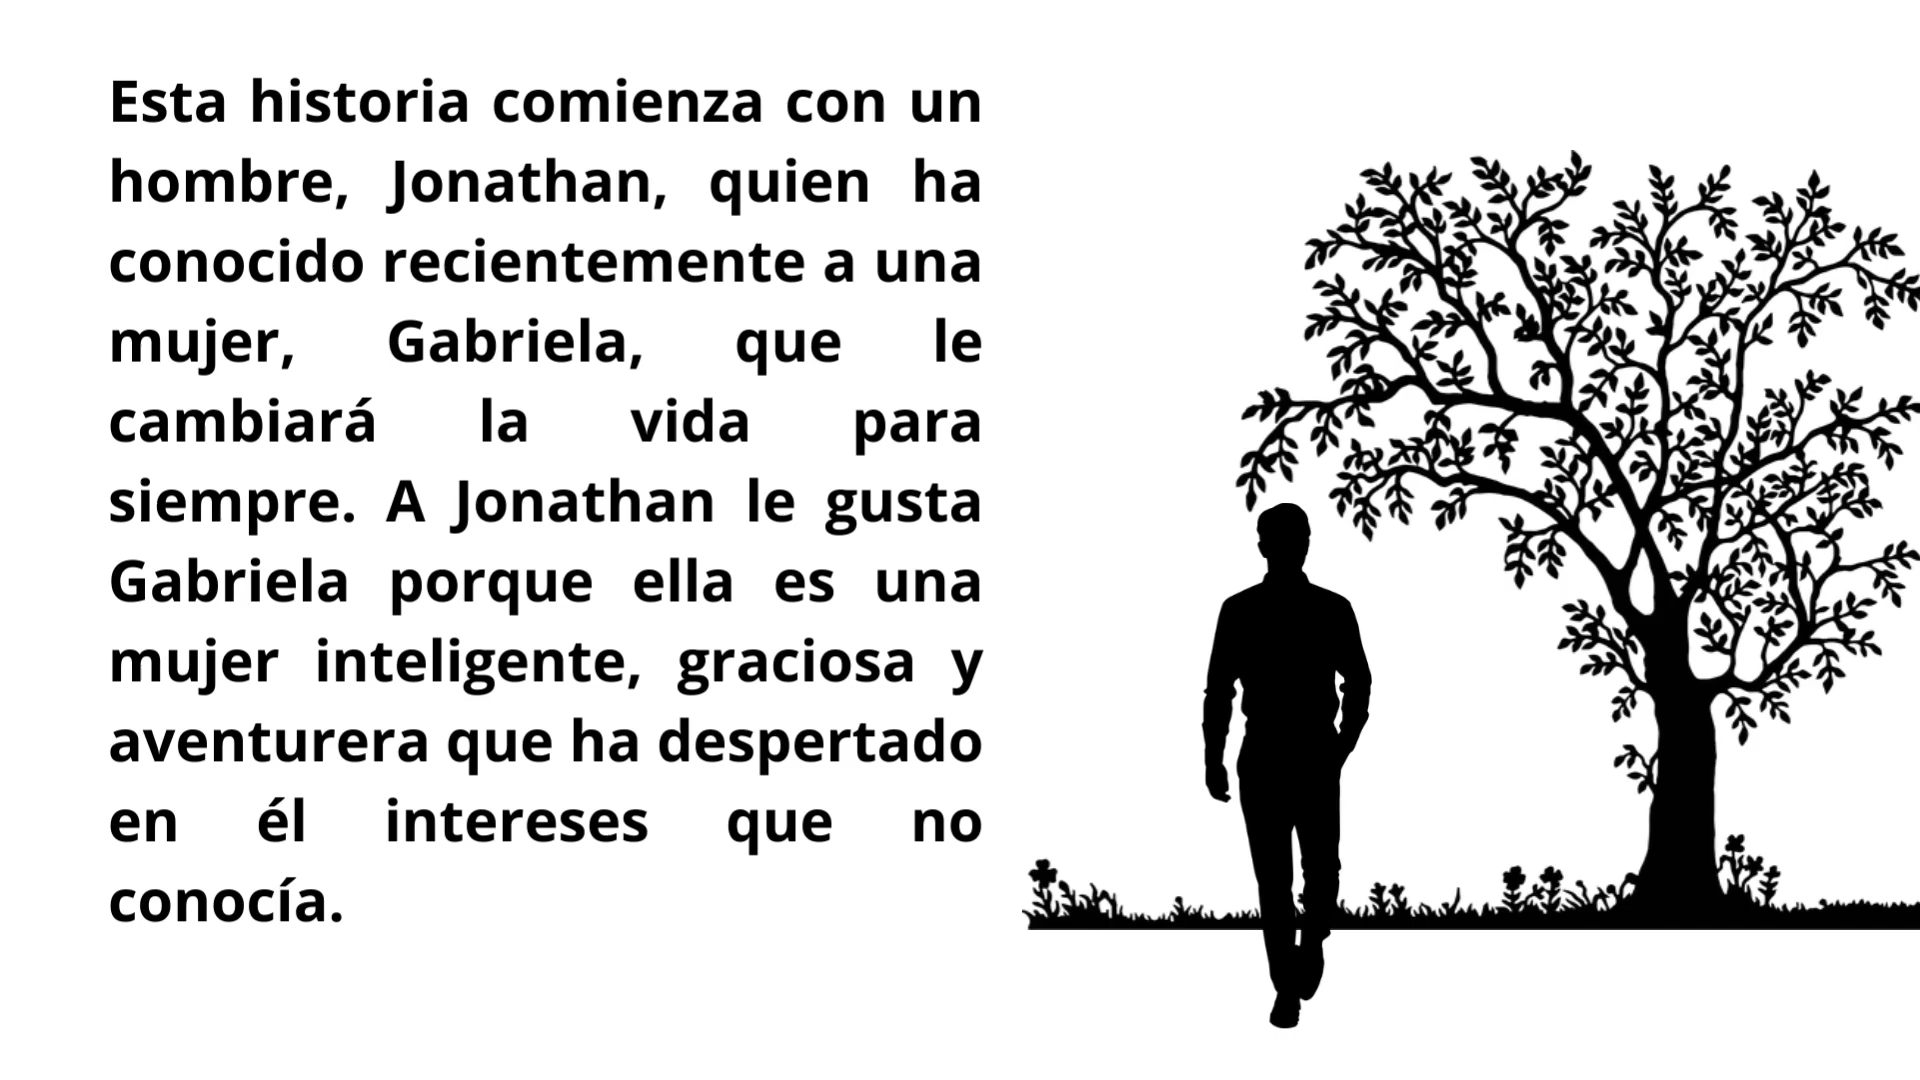 Esta historia comienza con un
hombre, Jonathan, quien ha
conocido recientemente a una
mujer, Gabriela, que le
cambiará la vida para
siempre. A Jonathan le gusta
Gabriela porque ella es una
mujer inteligente, graciosa y
aventurera que ha despertado
en él intereses que no
conocía.